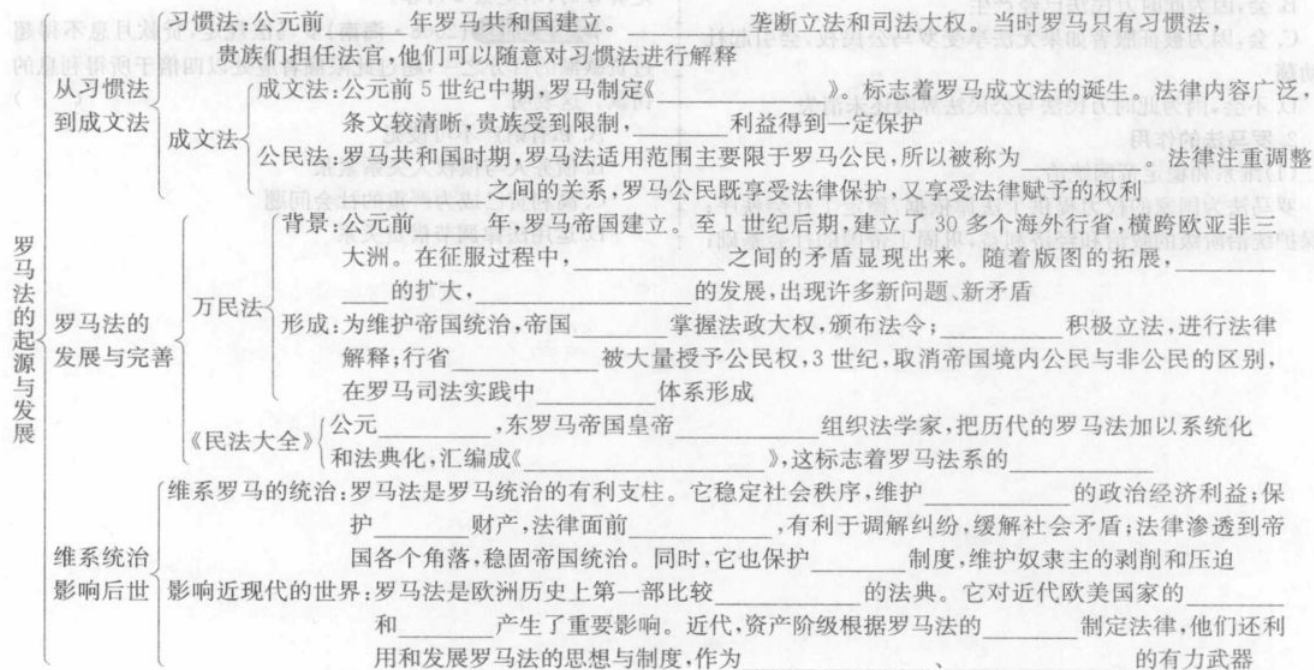 罗马法的起源与发展
从习惯法
到成文法
习惯法:公元前______年罗马共和国建立。______垄断立法和司法大权。当时罗马只有习惯法,
贵族们担任法官,他们可以随意对习惯法进行解释
成文法
成文法:公元前5世纪中期,罗马制定《______》。标志着罗马成文法的诞生。法律内容广泛,
条文较清晰,贵族受到限制,______利益得到一定保护
公民法:罗马共和国时期,罗马法适用范围主要限于罗马公民,所以被称为______。法律注重调整
______之间的关系,罗马公民既享受法律保护,又享受法律赋予的权利
罗马法的
发展与完善
万民法
背景:公元前______年,罗马帝国建立。至1世纪后期,建立了30多个海外行省,横跨欧亚非三
大洲。在征服过程中,______之间的矛盾显现出来。随着版图的拓展,______
______的扩大,______的发展,出现许多新问题、新矛盾
形成:为维护帝国统治,帝国______掌握法政大权,颁布法令;______积极立法,进行法律
解释;行省______被大量授予公民权,3世纪,取消帝国境内公民与非公民的区别,
在罗马司法实践中______体系形成
《民法大全》
公元______,东罗马帝国皇帝______组织法学家,把历代的罗马法加以系统化
和法典化,汇编成《______》,这标志着罗马法系的______
维系统治
影响后世
维系罗马的统治:罗马法是罗马统治的有利支柱。它稳定社会秩序,维护______的政治经济利益;保
护______财产,法律面前______,有利于调解纠纷,缓解社会矛盾;法律渗透到帝
国各个角落,稳固帝国统治。同时,它也保护______制度,维护奴隶主的剥削和压迫
影响近现代的世界:罗马法是欧洲历史上第一部比较______的法典。它对近代欧美国家的______
和______产生了重要影响。近代,资产阶级根据罗马法的______制定法律,他们还利
用和发展罗马法的思想与制度,作为______、______的有力武器